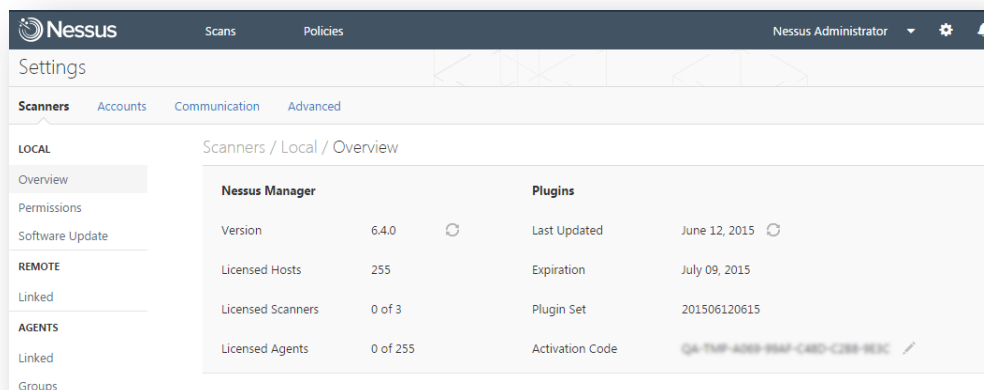 Nessus Scans Policies Nessus Administrator
Settings
Scanners Accounts Communication Advanced
LOCAL
Overview
Permissions
Software Update
REMOTE
Linked
AGENTS
Linked
Groups
Scanners / Local / Overview
Nessus Manager Plugins
Version 6.4.0 Last Updated June 12, 2015
Licensed Hosts 255 Expiration July 09, 2015
Licensed Scanners 0 of 3 Plugin Set 201506120615
Licensed Agents 0 of 255 Activation Code